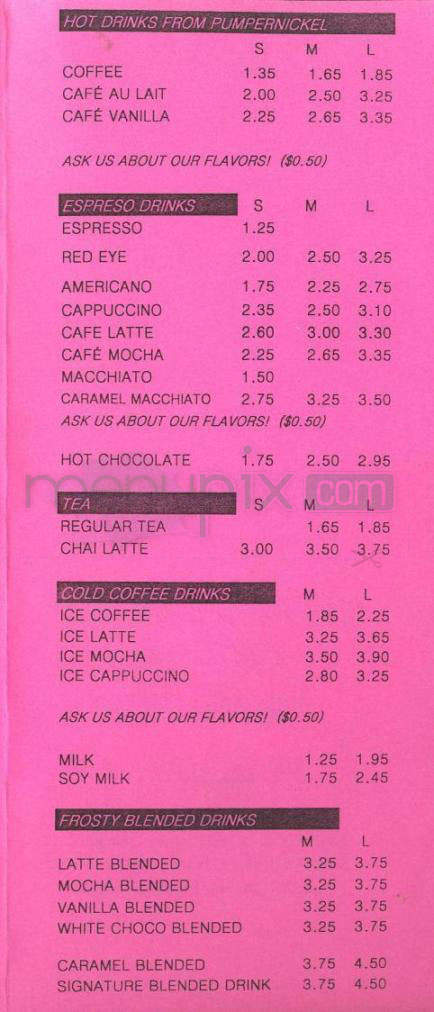 HOT DRINKS FROM PUMPERNICKEL
S M L
COFFEE 1.35 1.65 1.85
CAFÉ AU LAIT 2.00 2.50 3.25
CAFÉ VANILLA 2.25 2.65 3.35
ASK US ABOUT OUR FLAVORS! ($0.50)
ESPRESO DRINKS S M L
ESPRESSO 1.25
RED EYE 2.00 2.50 3.25
AMERICANO 1.75 2.25 2.75
CAPPUCCINO 2.35 2.50 3.10
CAFE LATTE 2.60 3.00 3.30
CAFÉ MOCHA 2.25 2.65 3.35
MACCHIATO 1.50
CARAMEL MACCHIATO 2.75 3.25 3.50
ASK US ABOUT OUR FLAVORS! ($0.50)
HOT CHOCOLATE 1.75 2.50 2.95
menupix.com
TEA S M L
REGULAR TEA 1.65 1.85
CHAI LATTE 3.00 3.50 3.75
COLD COFFEE DRINKS M L
ICE COFFEE 1.85 2.25
ICE LATTE 3.25 3.65
ICE MOCHA 3.50 3.90
ICE CAPPUCCINO 2.80 3.25
ASK US ABOUT OUR FLAVORS! ($0.50)
MILK 1.25 1.95
SOY MILK 1.75 2.45
FROSTY BLENDED DRINKS
M L
LATTE BLENDED 3.25 3.75
MOCHA BLENDED 3.25 3.75
VANILLA BLENDED 3.25 3.75
WHITE CHOCO BLENDED 3.25 3.75
CARAMEL BLENDED 3.75 4.50
SIGNATURE BLENDED DRINK 3.75 4.50